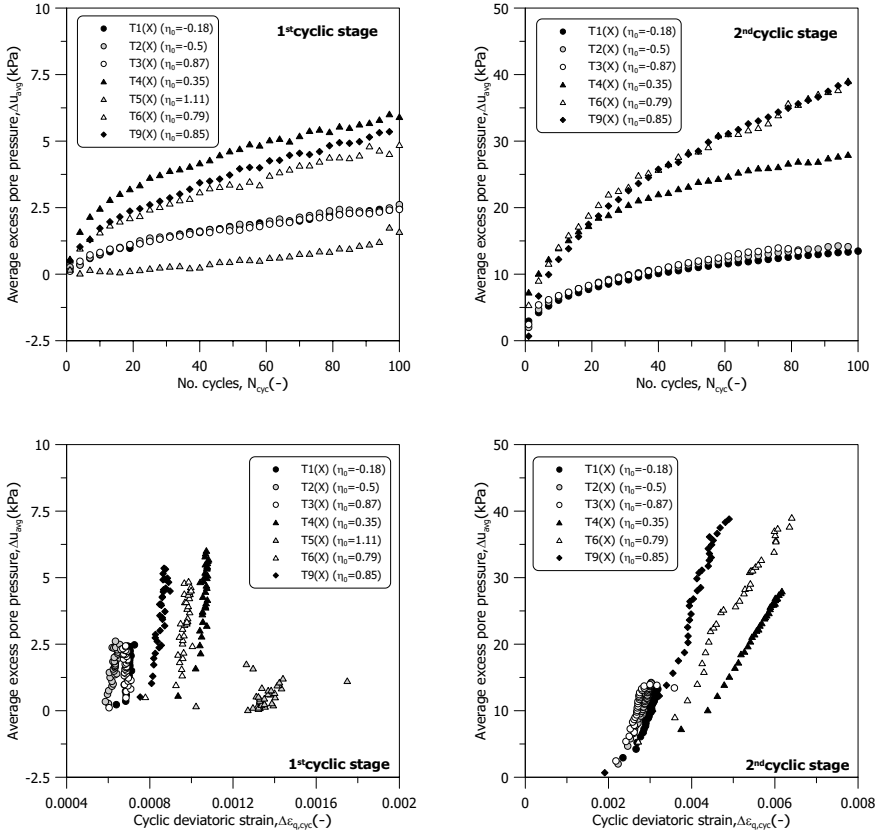 10
7.5
5
2.5
0
-2.5
Average excess pore pressure,Δu_avg(kPa)
T1(X) (η₀=-0.18)
T2(X) (η₀=-0.5)
T3(X) (η₀=0.87)
T4(X) (η₀=0.35)
T5(X) (η₀=1.11)
T6(X) (η₀=0.79)
T9(X) (η₀=0.85)
1st cyclic stage
0 20 40 60 80 100
No. cycles, N_cyc(-)
50
40
30
20
10
0
Average excess pore pressure,Δu_avg(kPa)
T1(X) (η₀=-0.18)
T2(X) (η₀=-0.5)
T3(X) (η₀=-0.87)
T4(X) (η₀=0.35)
T6(X) (η₀=0.79)
T9(X) (η₀=0.85)
2nd cyclic stage
0 20 40 60 80 100
No. cycles, N_cyc(-)
10
7.5
5
2.5
0
-2.5
Average excess pore pressure,Δu_avg(kPa)
T1(X) (η₀=-0.18)
T2(X) (η₀=-0.5)
T3(X) (η₀=0.87)
T4(X) (η₀=0.35)
T5(X) (η₀=1.11)
T6(X) (η₀=0.79)
T9(X) (η₀=0.85)
1st cyclic stage
0.0004 0.0008 0.0012 0.0016 0.002
Cyclic deviatoric strain,Δε_q,cyc(-)
50
40
30
20
10
0
Average excess pore pressure,Δu_avg(kPa)
T1(X) (η₀=-0.18)
T2(X) (η₀=-0.5)
T3(X) (η₀=-0.87)
T4(X) (η₀=0.35)
T6(X) (η₀=0.79)
T9(X) (η₀=0.85)
2nd cyclic stage
0 0.002 0.004 0.006 0.008
Cyclic deviatoric strain,Δε_q,cyc(-)